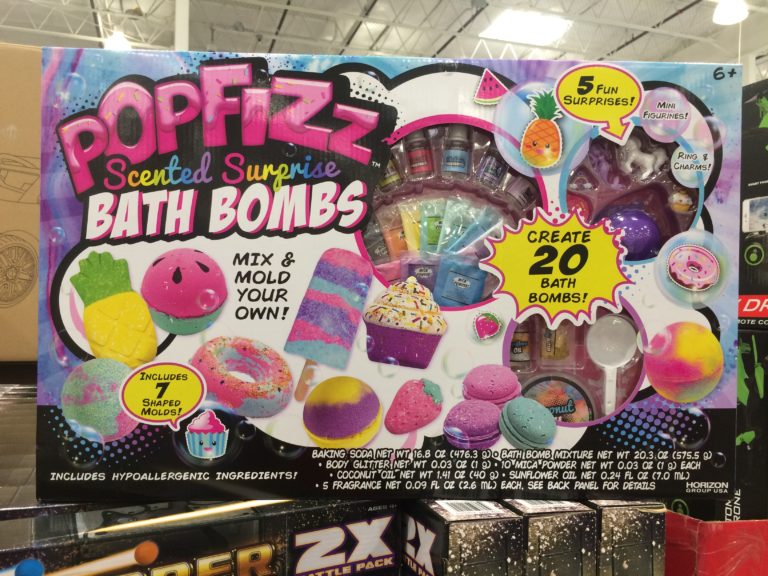 POPFIZZ™
Scented Surprise
BATH BOMBS
6+
5 FUN
SURPRISES!
MINI
FIGURINES!
RING &
CHARMS!
MIX &
MOLD
YOUR
OWN!
CREATE
20
BATH
BOMBS!
INCLUDES
7
SHAPED
MOLDS!
BAKING SODA NET WT 16.8 OZ (476.3 g) • BATH BOMB MIXTURE NET WT 20.3 OZ (575.5 g)
• BODY GLITTER NET WT 0.03 OZ (1 g) • 10 MICA POWDER NET WT 0.03 OZ (1 g) EACH
• COCONUT OIL NET WT 1.41 OZ (40 g) • SUNFLOWER OIL NET 0.24 FL OZ (7.0 mL)
• 5 FRAGRANCE NET 0.09 FL OZ (2.6 mL) EACH, SEE BACK PANEL FOR DETAILS
INCLUDES HYPOALLERGENIC INGREDIENTS!
HORIZON
GROUP USA
2X
BATTLE PACK
2X